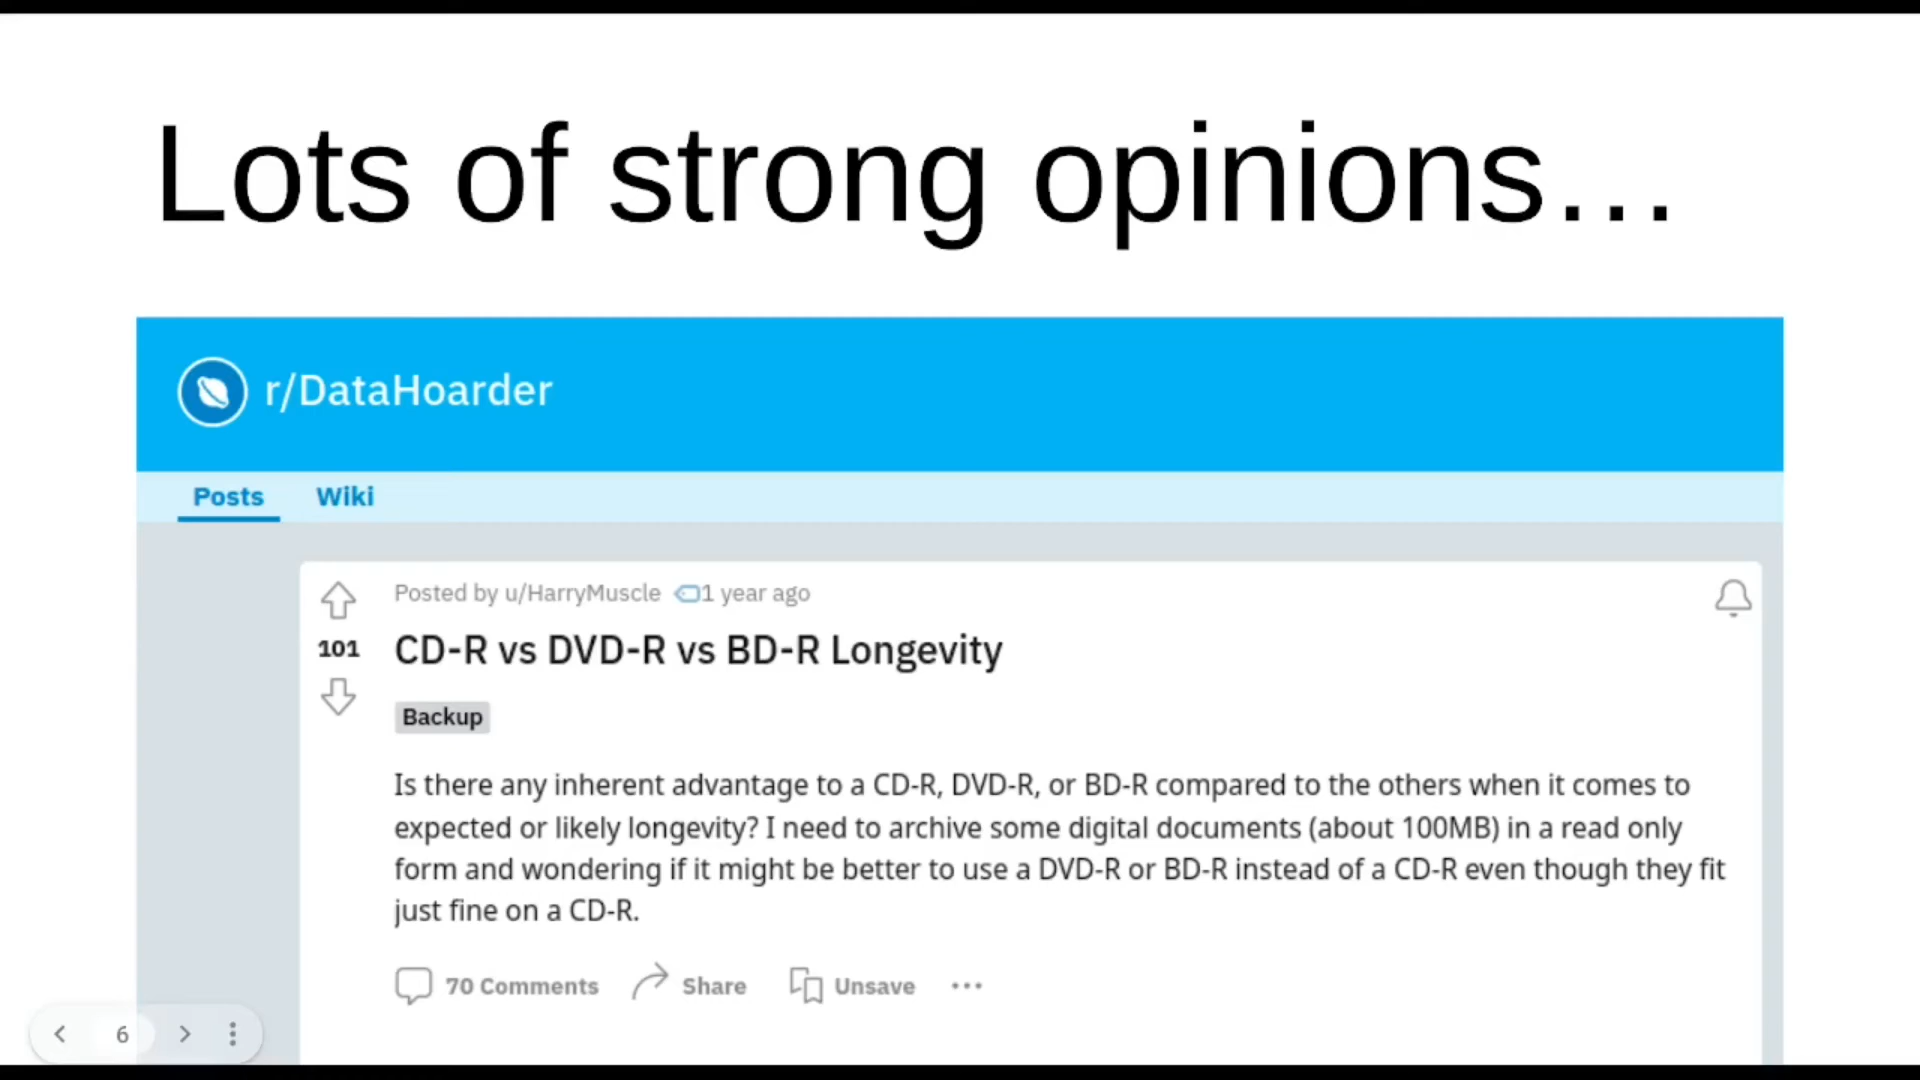 Lots of strong opinions…
r/DataHoarder
Posts Wiki
Posted by u/HarryMuscle 1 year ago
101
CD-R vs DVD-R vs BD-R Longevity
Backup
Is there any inherent advantage to a CD-R, DVD-R, or BD-R compared to the others when it comes to
expected or likely longevity? I need to archive some digital documents (about 100MB) in a read only
form and wondering if it might be better to use a DVD-R or BD-R instead of a CD-R even though they fit
just fine on a CD-R.
70 Comments Share Unsave ...
6